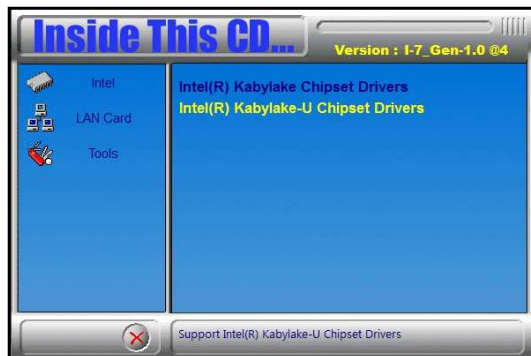 Inside This CD...
Version : I-7_Gen-1.0 @4
Intel
LAN Card
Tools
Intel(R) Kabylake Chipset Drivers
Intel(R) Kabylake-U Chipset Drivers
Support Intel(R) Kabylake-U Chipset Drivers